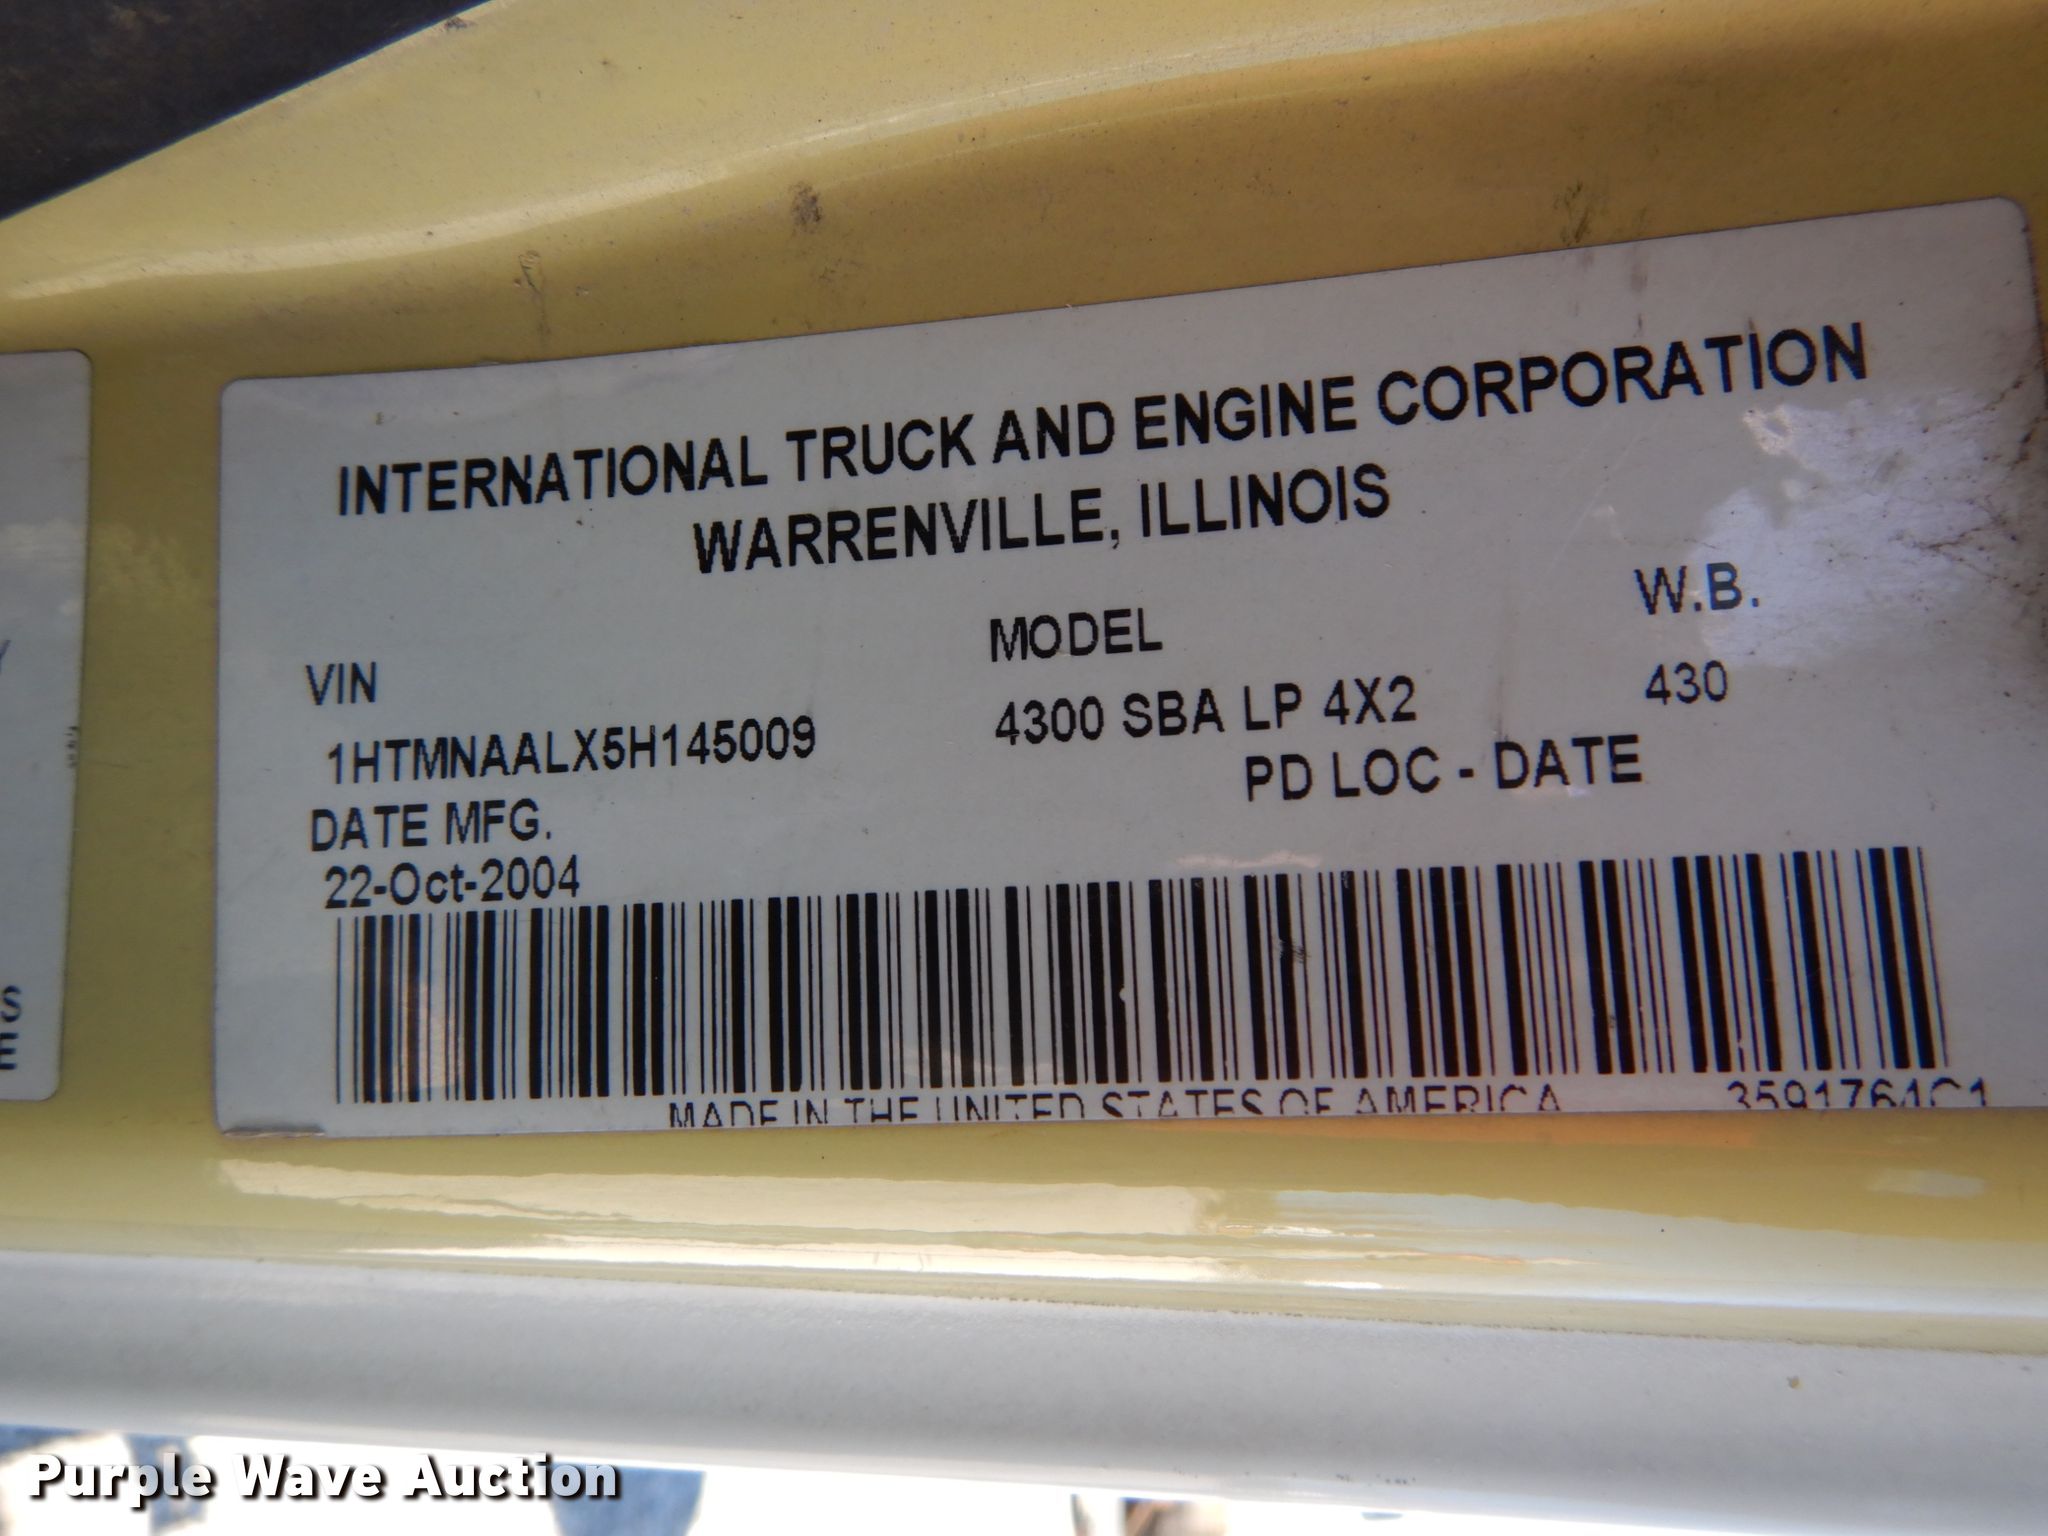 INTERNATIONAL TRUCK AND ENGINE CORPORATION
WARRENVILLE, ILLINOIS
VIN MODEL W.B.
1HTMNAALX5H145009 4300 SBA LP 4X2 430
DATE MFG. PD LOC - DATE
22-Oct-2004
MADE IN THE UNITED STATES OF AMERICA 3591761C1
S
E
Purple Wave Auction